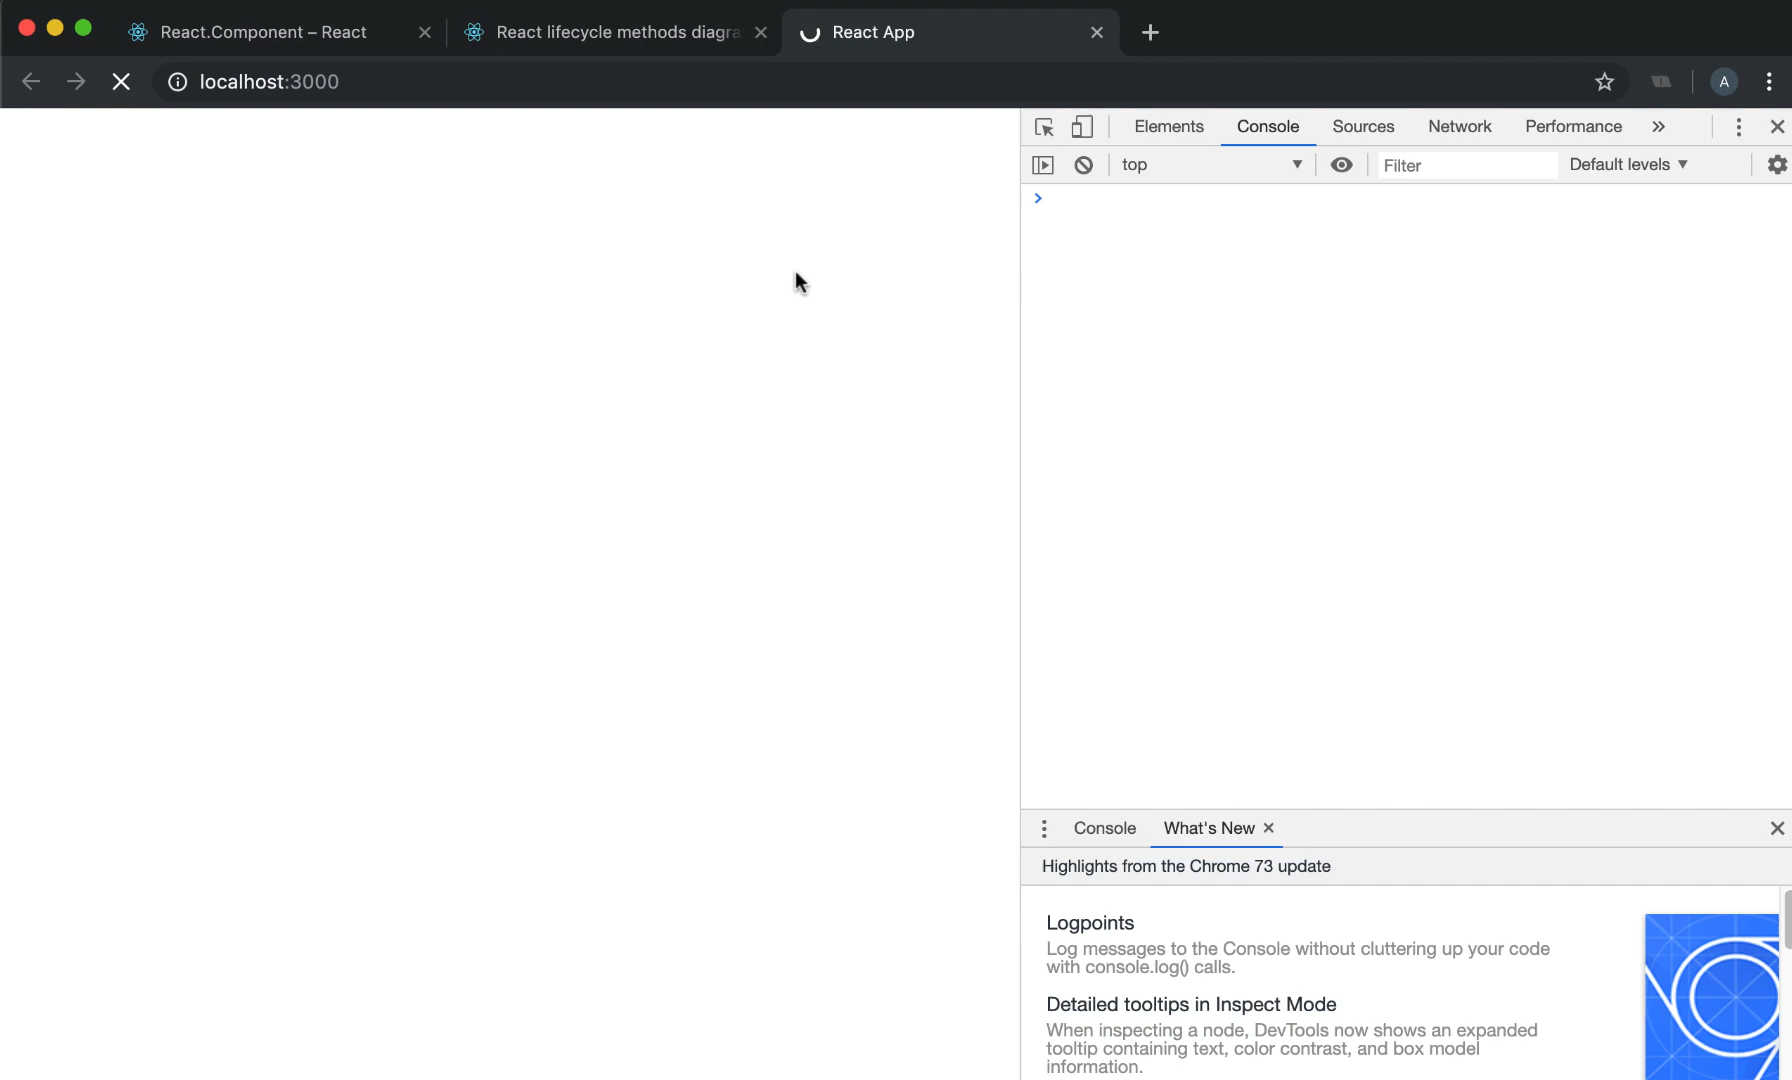 React.Component – React
React lifecycle methods diagra
React App
localhost:3000
A
Elements
Console
Sources
Network
Performance
top
Filter
Default levels
Console
What's New
Highlights from the Chrome 73 update
Logpoints
Log messages to the Console without cluttering up your code
with console.log() calls.
Detailed tooltips in Inspect Mode
When inspecting a node, DevTools now shows an expanded
tooltip containing text, color contrast, and box model
information.